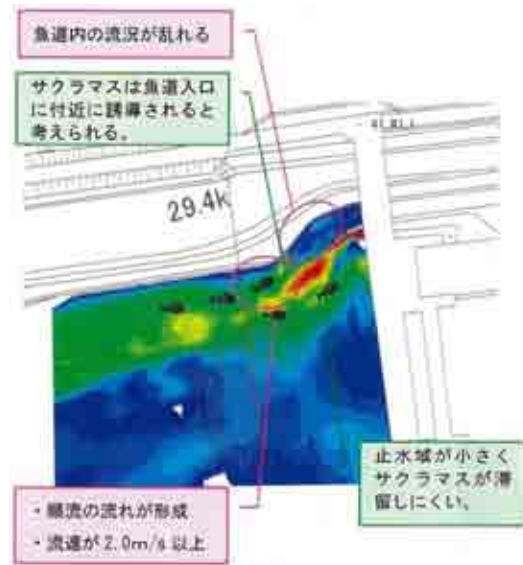 魚道内の流況が乱れる
サクラマスは魚道入口
に付近に誘導されると
考えられる。
29.4k
止水域が小さく
サクラマスが滞
留しにくい。
・順流の流れが形成
・流速が2.0m/s 以上